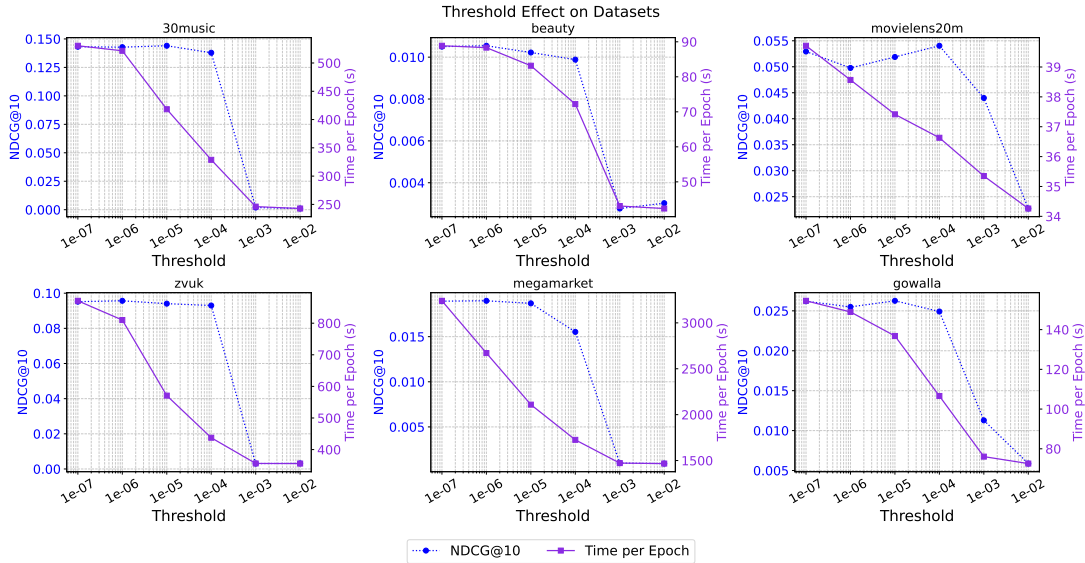 Threshold Effect on Datasets
30music
NDCG@10
0.150
0.125
0.100
0.075
0.050
0.025
0.000
Time per Epoch (s)
500
450
400
350
300
250
1e-07 1e-06 1e-05 1e-04 1e-03 1e-02
Threshold
beauty
NDCG@10
0.010
0.008
0.006
0.004
Time per Epoch (s)
90
80
70
60
50
1e-07 1e-06 1e-05 1e-04 1e-03 1e-02
Threshold
movielens20m
NDCG@10
0.055
0.050
0.045
0.040
0.035
0.030
0.025
Time per Epoch (s)
39
38
37
36
35
34
1e-07 1e-06 1e-05 1e-04 1e-03 1e-02
Threshold
zvuk
NDCG@10
0.10
0.08
0.06
0.04
0.02
0.00
Time per Epoch (s)
800
700
600
500
400
1e-07 1e-06 1e-05 1e-04 1e-03 1e-02
Threshold
megamarket
NDCG@10
0.015
0.010
0.005
Time per Epoch (s)
3000
2500
2000
1500
1e-07 1e-06 1e-05 1e-04 1e-03 1e-02
Threshold
gowalla
NDCG@10
0.025
0.020
0.015
0.010
0.005
Time per Epoch (s)
140
120
100
80
1e-07 1e-06 1e-05 1e-04 1e-03 1e-02
Threshold
NDCG@10 Time per Epoch